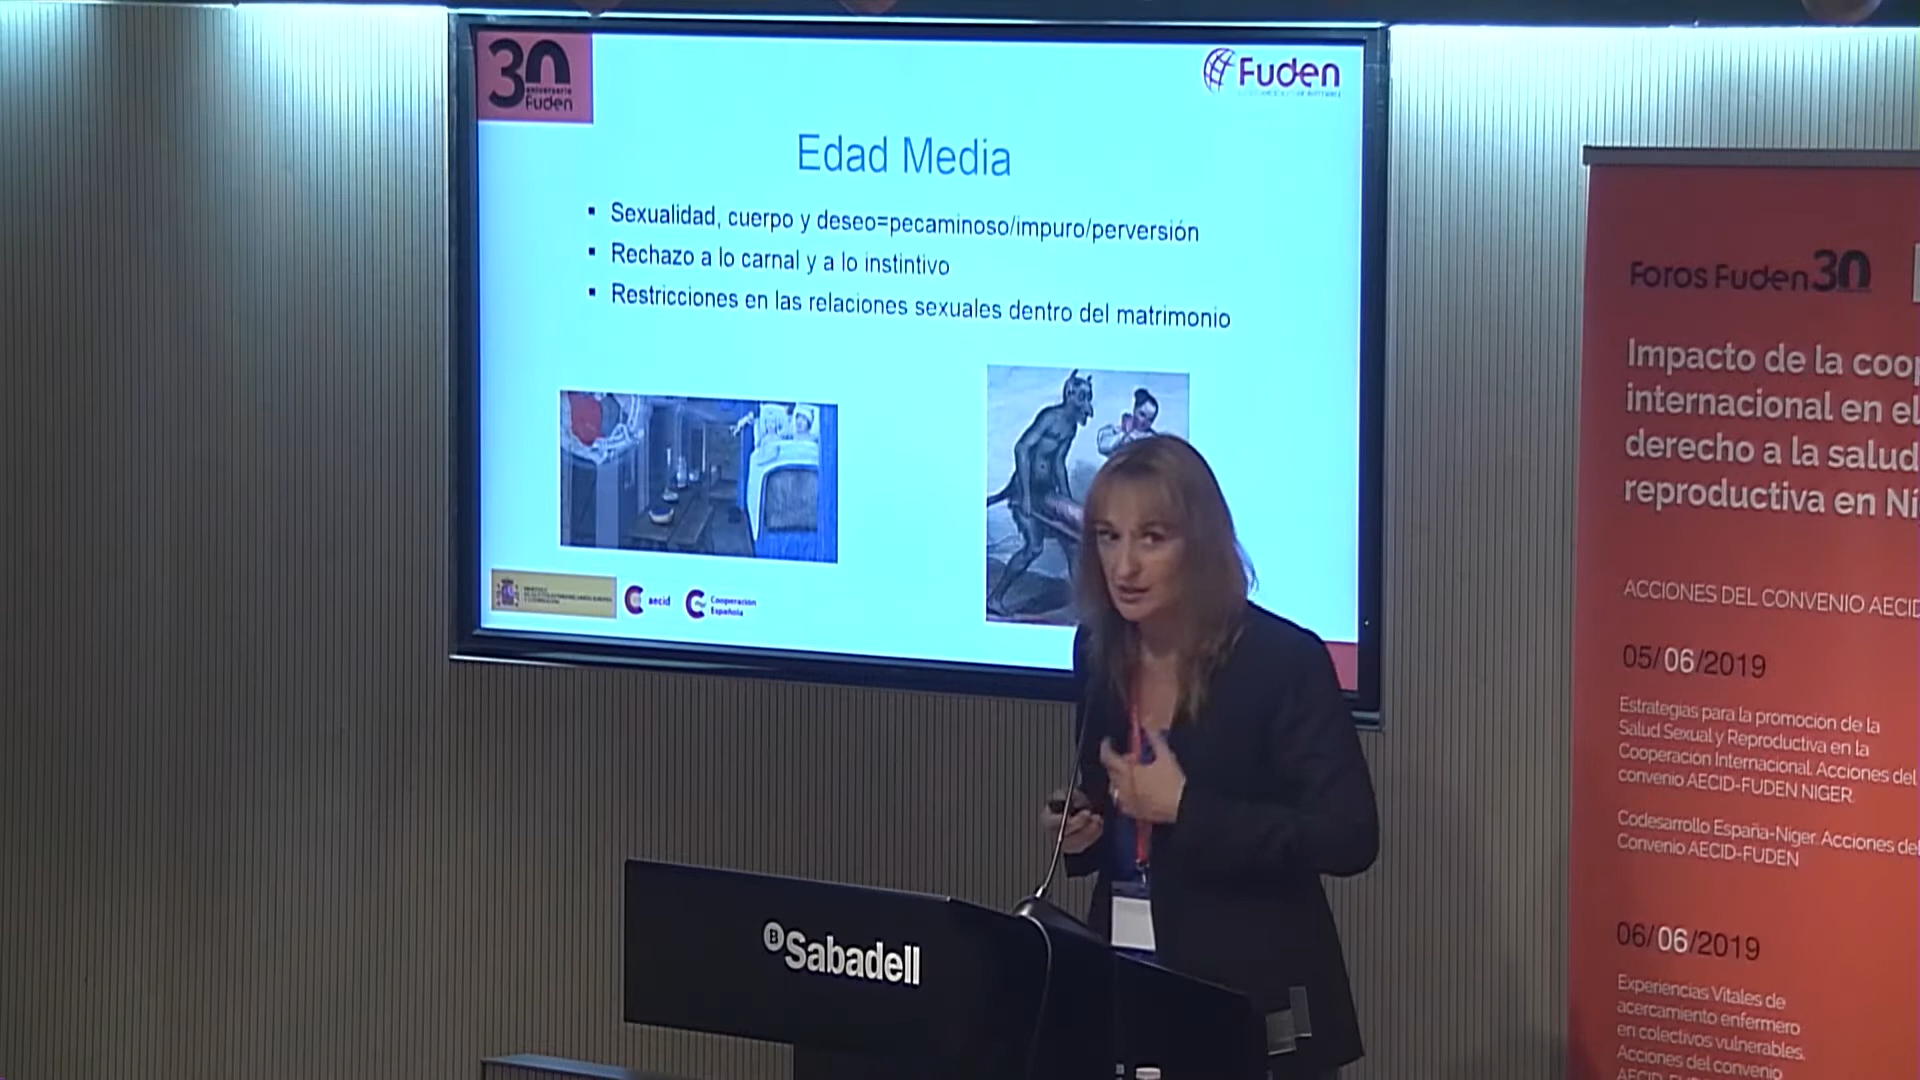 30
aniversario
Fuden
Fuden
Edad Media
▪ Sexualidad, cuerpo y deseo=pecaminoso/impuro/perversión
▪ Rechazo a lo carnal y a lo instintivo
▪ Restricciones en las relaciones sexuales dentro del matrimonio
aecid
Cooperación
Española
Sabadell
Foros Fuden 30
Impacto de la coop
internacional en el
derecho a la salud
reproductiva en Ní
ACCIONES DEL CONVENIO AECID
05/06/2019
Estrategias para la promoción de la
Salud Sexual y Reproductiva en la
Cooperación Internacional. Acciones del
convenio AECID-FUDEN NIGER.
Codesarrollo España-Niger. Acciones del
Convenio AECID-FUDEN
06/06/2019
Experiencias Vitales de
acercamiento enfermero
en colectivos vulnerables.
Acciones del convenio